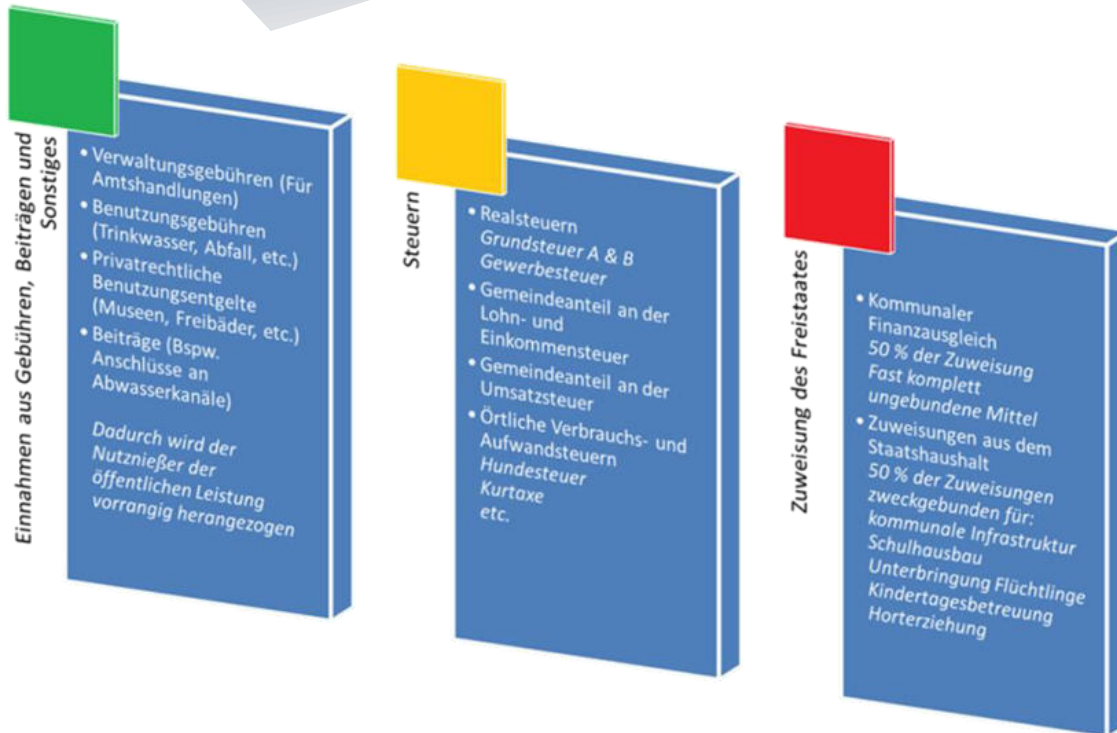 Einnahmen aus Gebühren, Beiträgen und
Sonstiges
• Verwaltungsgebühren (Für
Amtshandlungen)
• Benutzungsgebühren
(Trinkwasser, Abfall, etc.)
• Privatrechtliche
Benutzungsentgelte
(Museen, Freibäder, etc.)
• Beiträge (Bspw.
Anschlüsse an
Abwasserkanäle)
Dadurch wird der
Nutznießer der
öffentlichen Leistung
vorrangig herangezogen
Steuern
• Realsteuern
Grundsteuer A & B
Gewerbesteuer
• Gemeindeanteil an der
Lohn- und
Einkommensteuer
• Gemeindeanteil an der
Umsatzsteuer
• Örtliche Verbrauchs- und
Aufwandsteuern
Hundesteuer
Kurtaxe
etc.
Zuweisung des Freistaates
• Kommunaler
Finanzausgleich
50 % der Zuweisung
Fast komplett
ungebundene Mittel
• Zuweisungen aus dem
Staatshaushalt
50 % der Zuweisungen
zweckgebunden für:
kommunale Infrastruktur
Schulhausbau
Unterbringung Flüchtlinge
Kindertagesbetreuung
Horterziehung